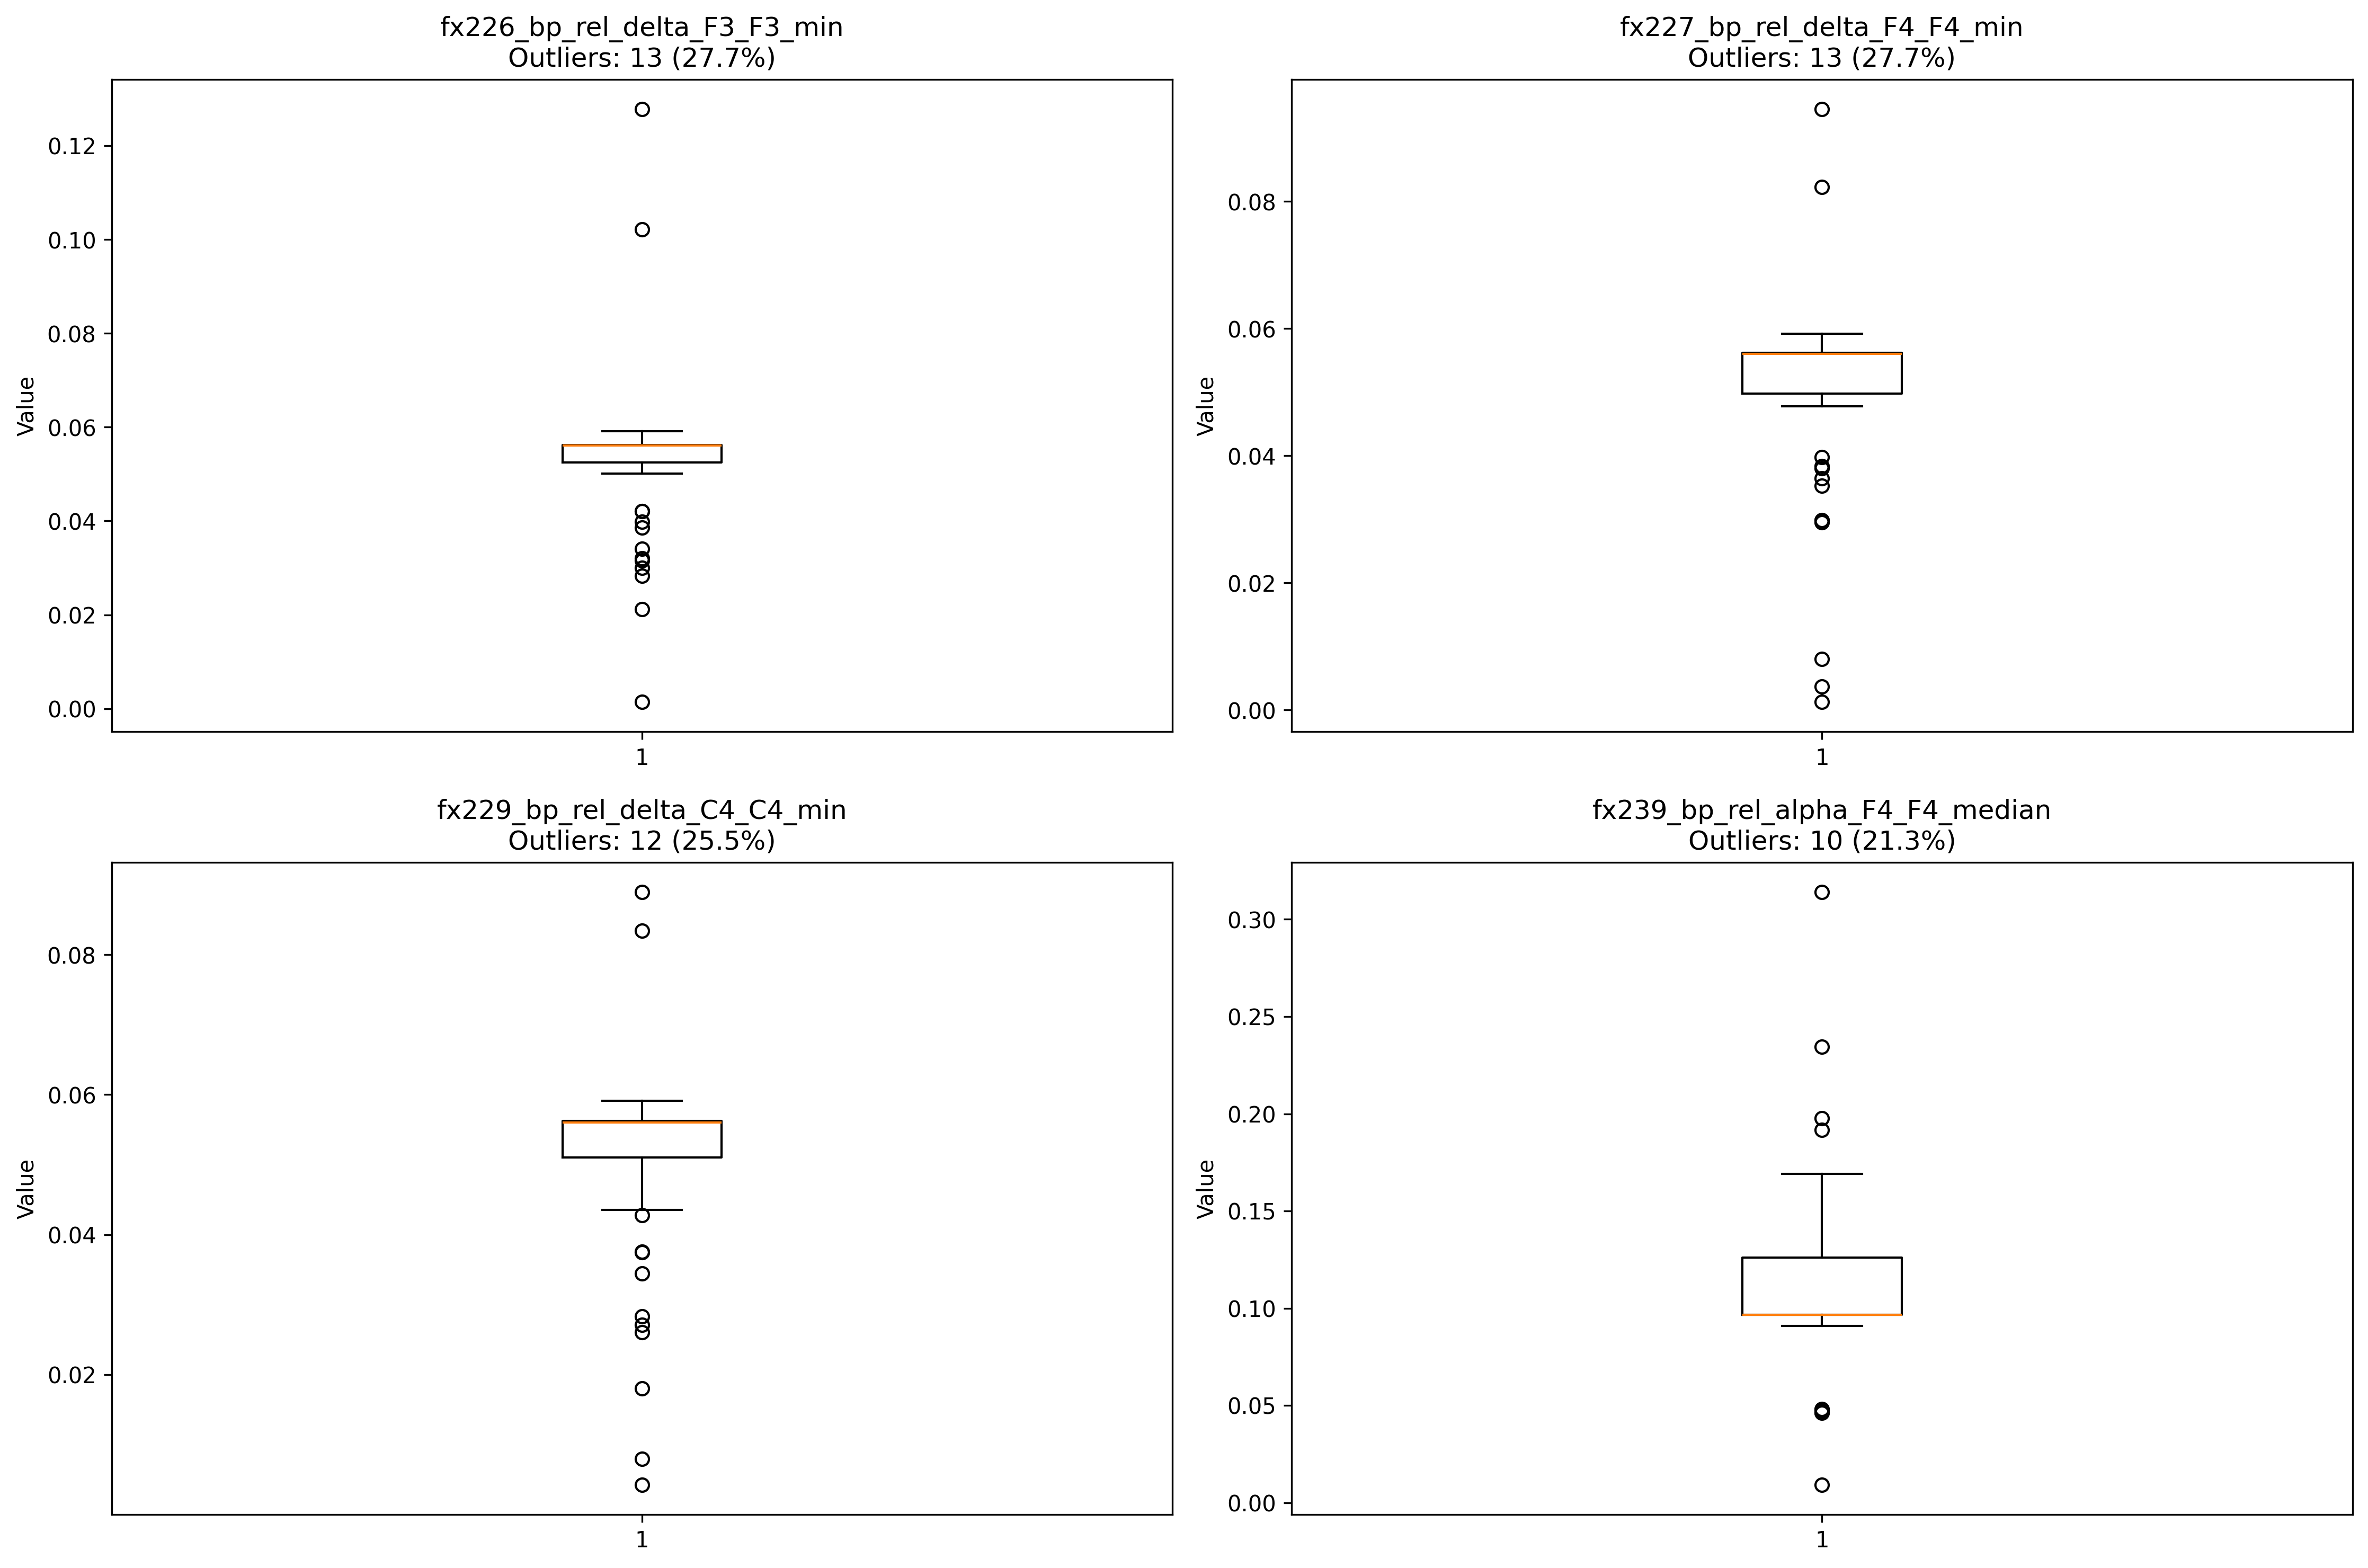 fx226_bp_rel_delta_F3_F3_min
Outliers: 13 (27.7%)
0.12
0.10
0.08
0.06
0.04
0.02
0.00
Value
1
fx227_bp_rel_delta_F4_F4_min
Outliers: 13 (27.7%)
0.08
0.06
0.04
0.02
0.00
Value
1
fx229_bp_rel_delta_C4_C4_min
Outliers: 12 (25.5%)
0.08
0.06
0.04
0.02
Value
1
fx239_bp_rel_alpha_F4_F4_median
Outliers: 10 (21.3%)
0.30
0.25
0.20
0.15
0.10
0.05
0.00
Value
1